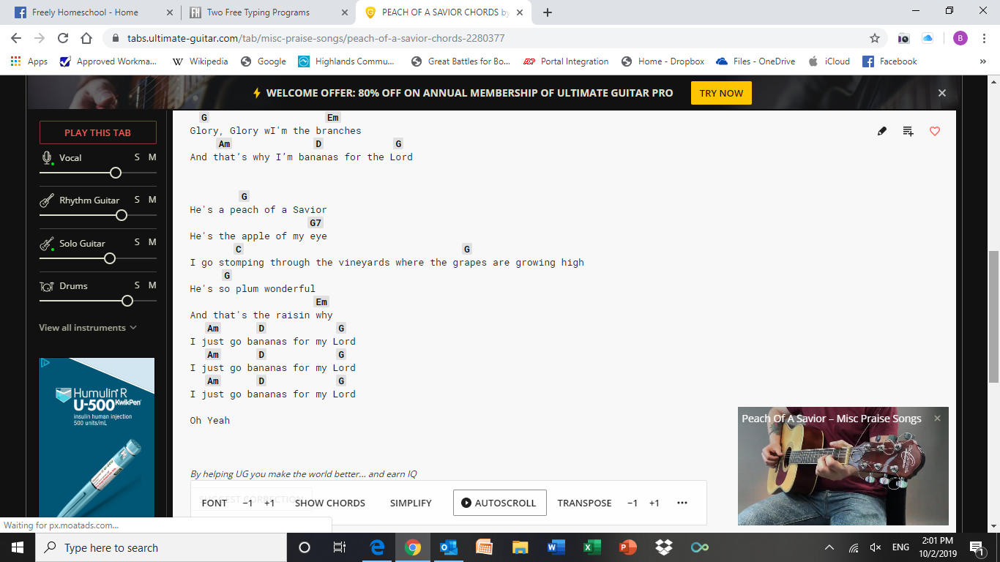 Freely Homeschool - Home
Two Free Typing Programs
PEACH OF A SAVIOR CHORDS by
tabs.ultimate-guitar.com/tab/misc-praise-songs/peach-of-a-savior-chords-2280377
B
Apps
Approved Workma...
Wikipedia
Google
Highlands Commu...
Great Battles for Bo...
Portal Integration
Home - Dropbox
Files - OneDrive
iCloud
Facebook
»
WELCOME OFFER: 80% OFF ON ANNUAL MEMBERSHIP OF ULTIMATE GUITAR PRO
TRY NOW
PLAY THIS TAB
Vocal S M
Rhythm Guitar S M
Solo Guitar S M
Drums S M
View all instruments
Humulin R
U-500 KwikPen
insulin human injection
500 units/mL
G Em
Glory, Glory wI'm the branches
Am D G
And that’s why I’m bananas for the Lord
G
He's a peach of a Savior
G7
He's the apple of my eye
C G
I go stomping through the vineyards where the grapes are growing high
G
He's so plum wonderful
Em
And that's the raisin why
Am D G
I just go bananas for my Lord
Am D G
I just go bananas for my Lord
Am D G
I just go bananas for my Lord
Oh Yeah
Peach Of A Savior – Misc Praise Songs
By helping UG you make the world better... and earn IQ
SUGGEST CORRECTION
FONT −1 +1 SHOW CHORDS SIMPLIFY AUTOSCROLL TRANSPOSE −1 +1 •••
Waiting for px.moatads.com...
Type here to search
ENG
2:01 PM
10/2/2019
1